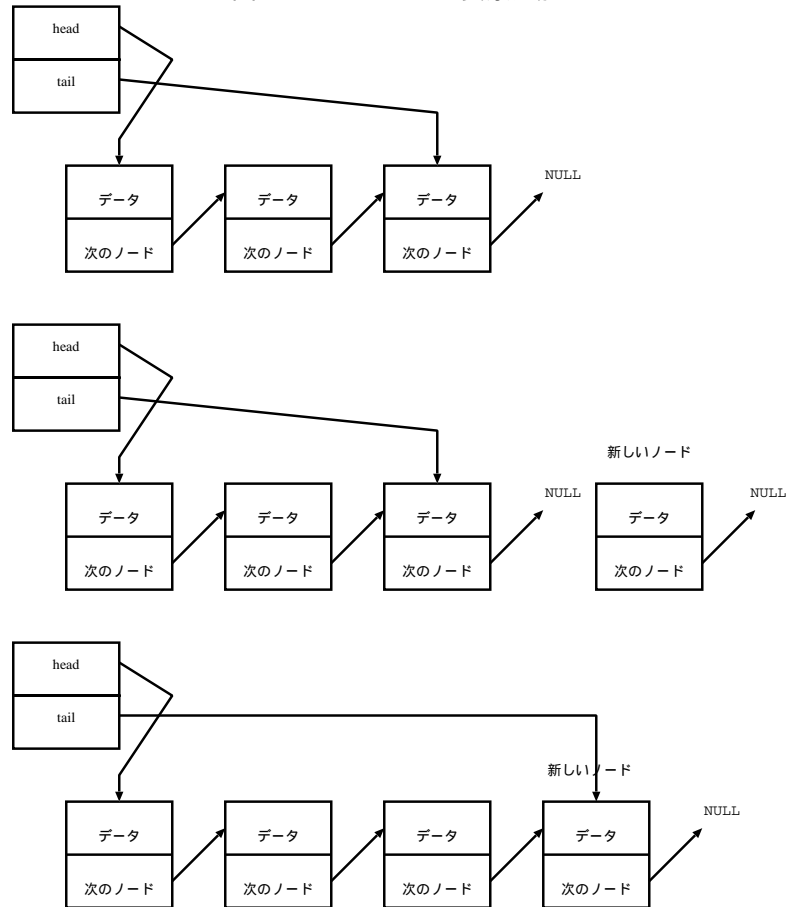 head
tail
NULL
データ データ データ
次のノード 次のノード 次のノード
head
tail
新しいノード
NULL NULL
データ データ データ データ
次のノード 次のノード 次のノード 次のノード
head
tail
新しいノード
NULL
データ データ データ データ
次のノード 次のノード 次のノード 次のノード